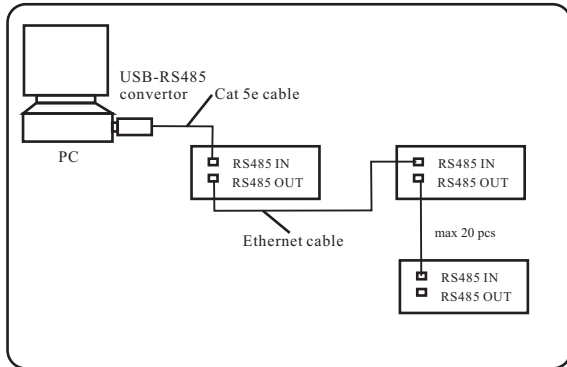 USB-RS485
convertor
Cat 5e cable
PC
RS485 IN
RS485 OUT
Ethernet cable
RS485 IN
RS485 OUT
max 20 pcs
RS485 IN
RS485 OUT